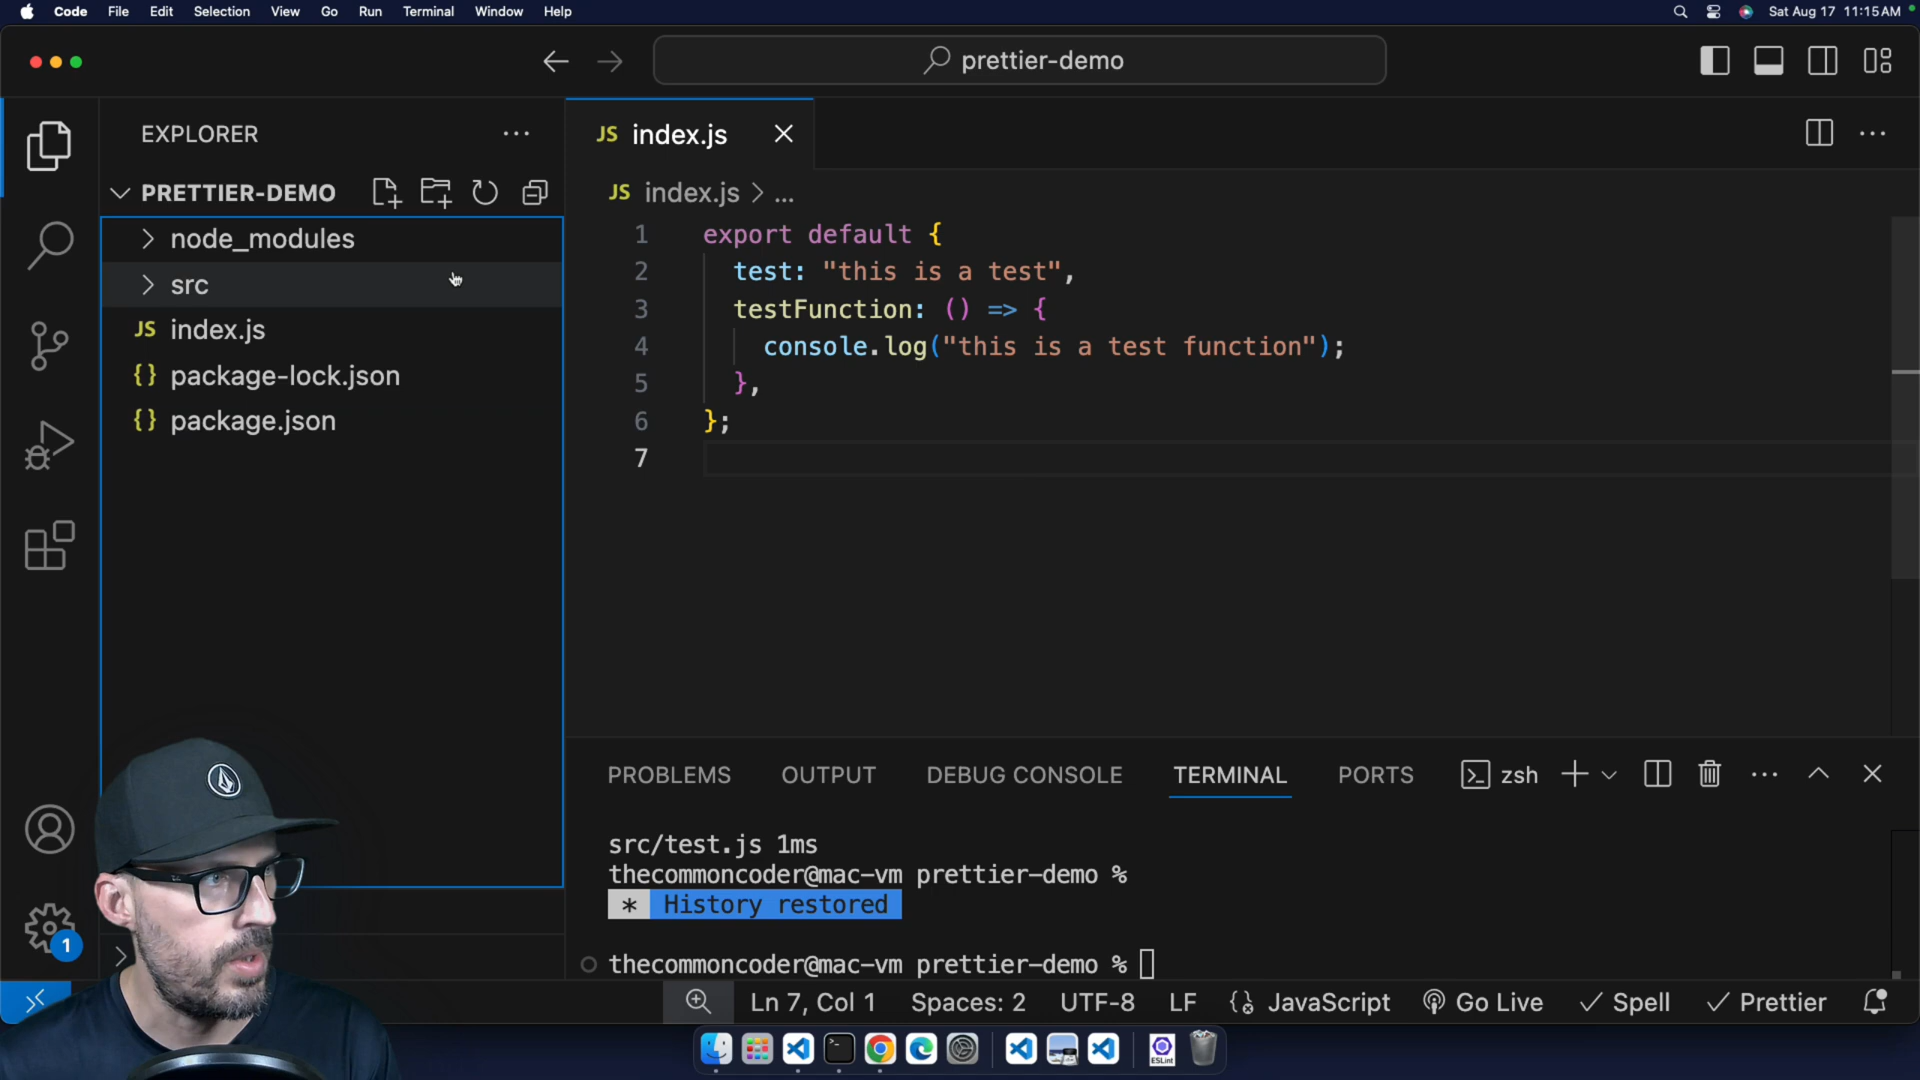 Code File Edit Selection View Go Run Terminal Window Help Sat Aug 17 11:15 AM
prettier-demo
EXPLORER
PRETTIER-DEMO
node_modules
src
JS index.js
{} package-lock.json
{} package.json
1
JS index.js
JS index.js > ...
1 export default {
2 test: "this is a test",
3 testFunction: () => {
4 console.log("this is a test function");
5 },
6 };
7
PROBLEMS OUTPUT DEBUG CONSOLE TERMINAL PORTS zsh
src/test.js 1ms
thecommoncoder@mac-vm prettier-demo %
* History restored
thecommoncoder@mac-vm prettier-demo %
Ln 7, Col 1 Spaces: 2 UTF-8 LF {} JavaScript Go Live ✓ Spell ✓ Prettier
ESLint